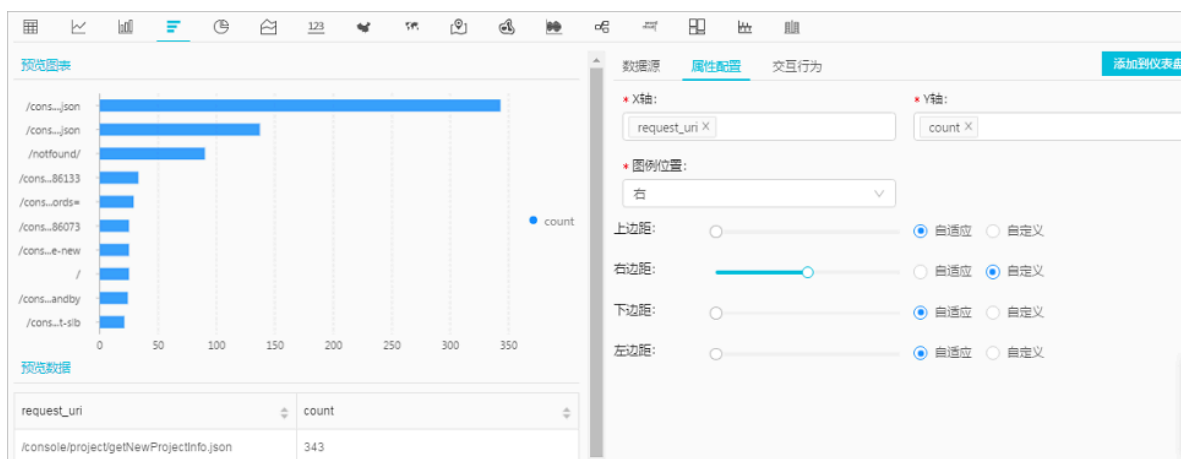 123
预览图表
数据源 属性配置 交互行为 添加到仪表盘
* X轴: * Y轴:
request_uri × count ×
* 图例位置:
右
/cons...json
/cons...json
/notfound/
/cons...86133
/cons...ords=
/cons...86073
/cons...e-new
/
/cons...andby
/cons...t-slb
0 50 100 150 200 250 300 350
count
上边距: 自适应 自定义
右边距: 自适应 自定义
下边距: 自适应 自定义
左边距: 自适应 自定义
预览数据
request_uri count
/console/project/getNewProjectInfo.json 343